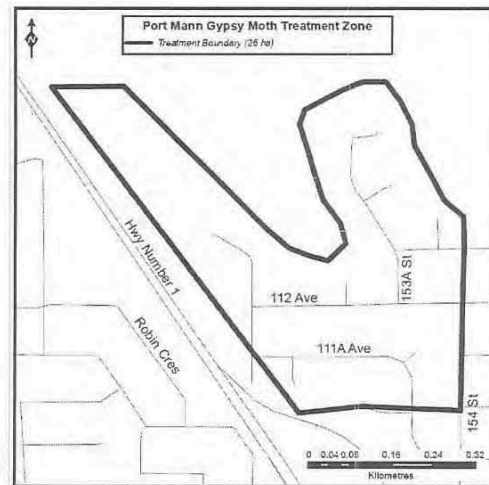 Port Mann Gypsy Moth Treatment Zone
Treatment Boundary (26 ha)
N
Hwy Number 1
Robin Cres
112 Ave
111A Ave
153A St
154 St
0 0.04 0.08 0.16 0.24 0.32
Kilometres